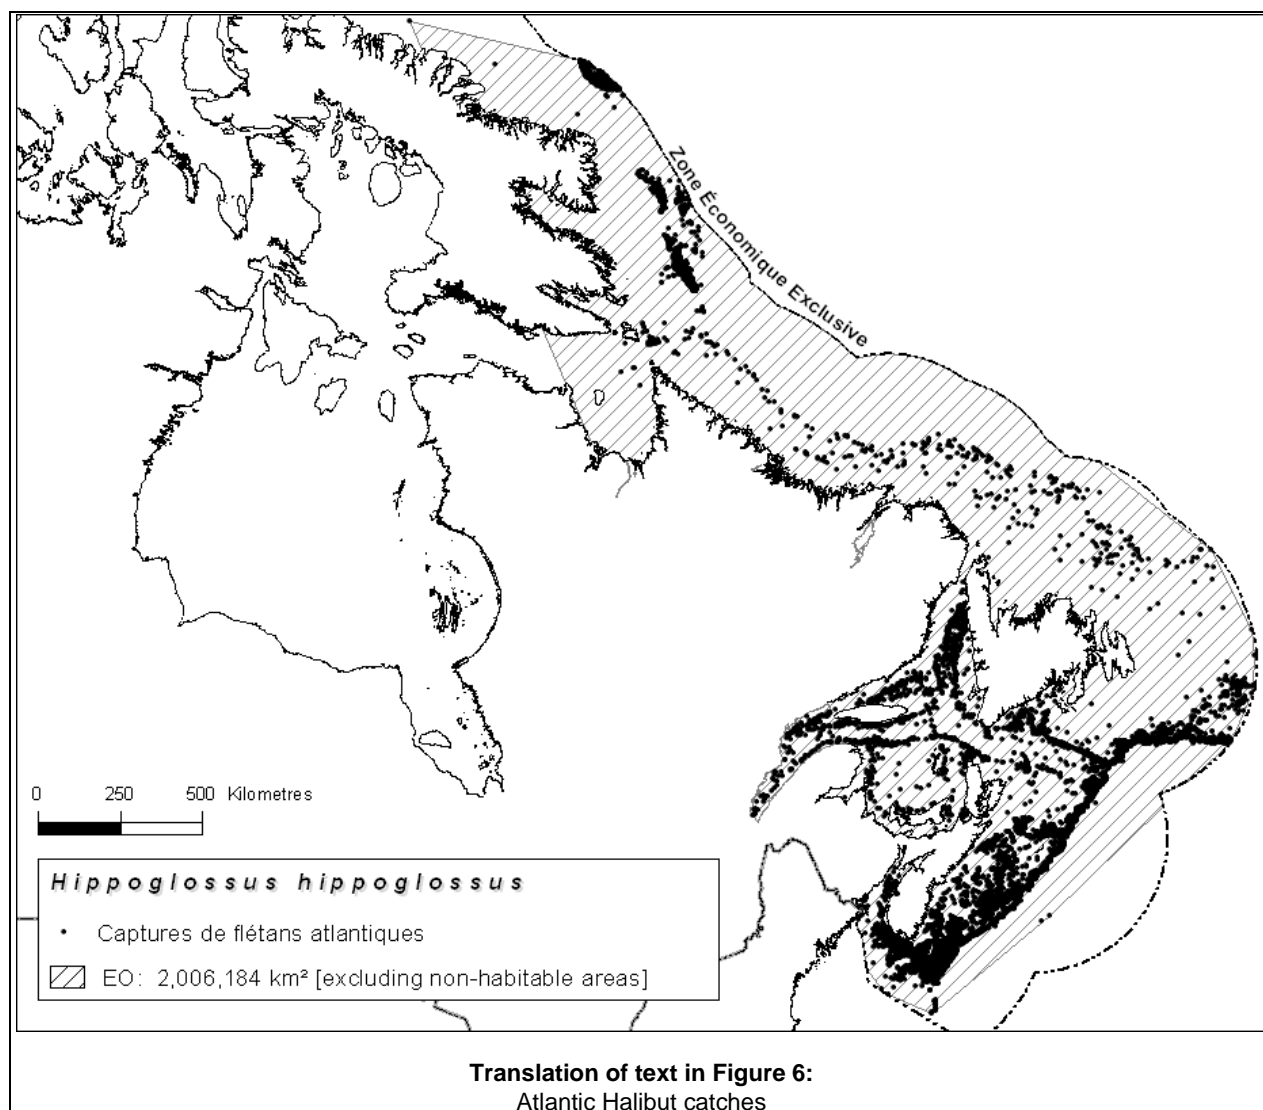 Zone Économique Exclusive
0 250 500 Kilometres
Hippoglossus hippoglossus
Captures de flétans atlantiques
EO: 2,006,184 km² [excluding non-habitable areas]
Translation of text in Figure 6:
Atlantic Halibut catches